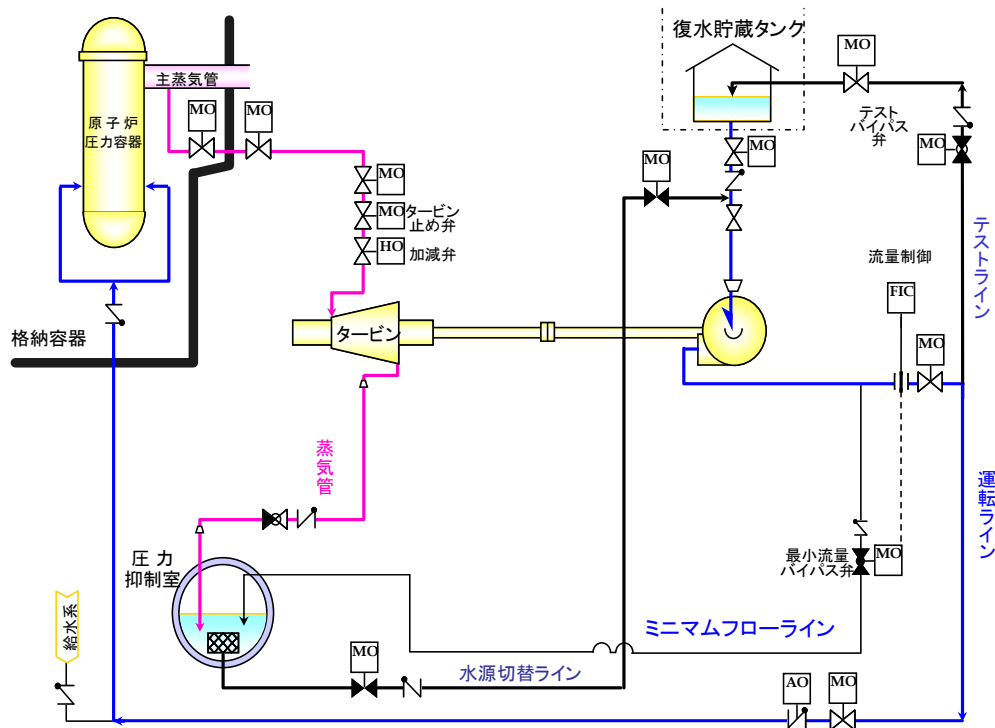 復水貯蔵タンク
MO
主蒸気管
原子炉
圧力容器
MO
MO
テスト
バイパス
弁
MO
MO
MO
MO
MO
タービン
止め弁
HO
加減弁
テストライン
流量制御
FIC
格納容器
タービン
MO
蒸気管
運転ライン
圧力
抑制室
最小流量
バイパス弁
MO
給水系
ミニマムフローライン
MO
水源切替ライン
AO
MO